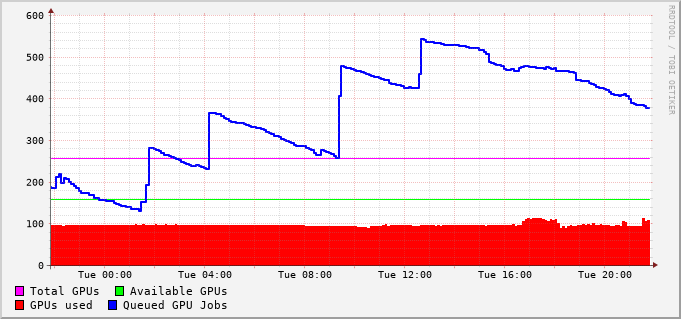 RRDTOOL / TOBI OETIKER
600
500
400
300
200
100
0
Tue 00:00 Tue 04:00 Tue 08:00 Tue 12:00 Tue 16:00 Tue 20:00
Total GPUs Available GPUs
GPUs used Queued GPU Jobs